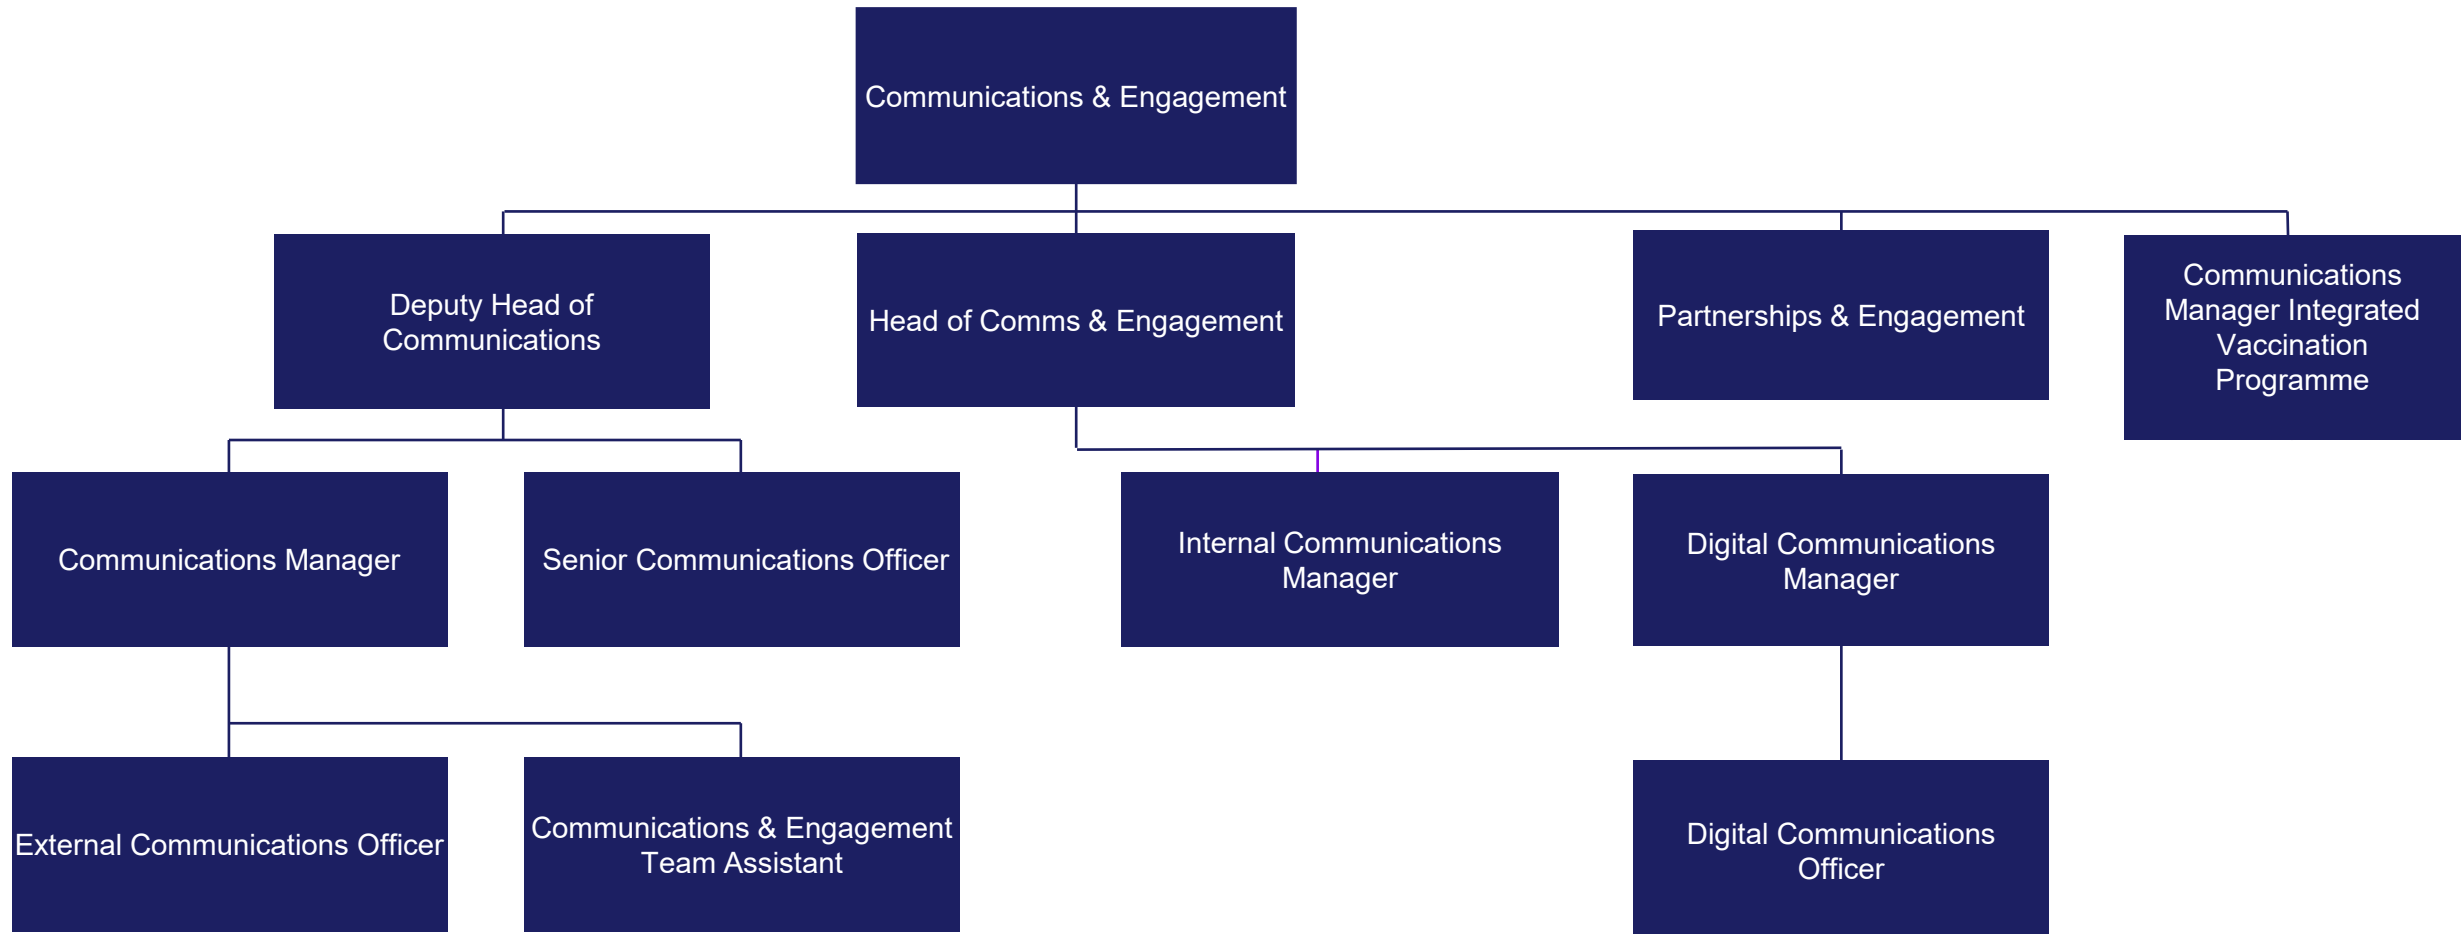 Communications & Engagement
Deputy Head of
Communications
Head of Comms & Engagement
Partnerships & Engagement
Communications
Manager Integrated
Vaccination
Programme
Communications Manager
Senior Communications Officer
Internal Communications
Manager
Digital Communications
Manager
External Communications Officer
Communications & Engagement
Team Assistant
Digital Communications
Officer